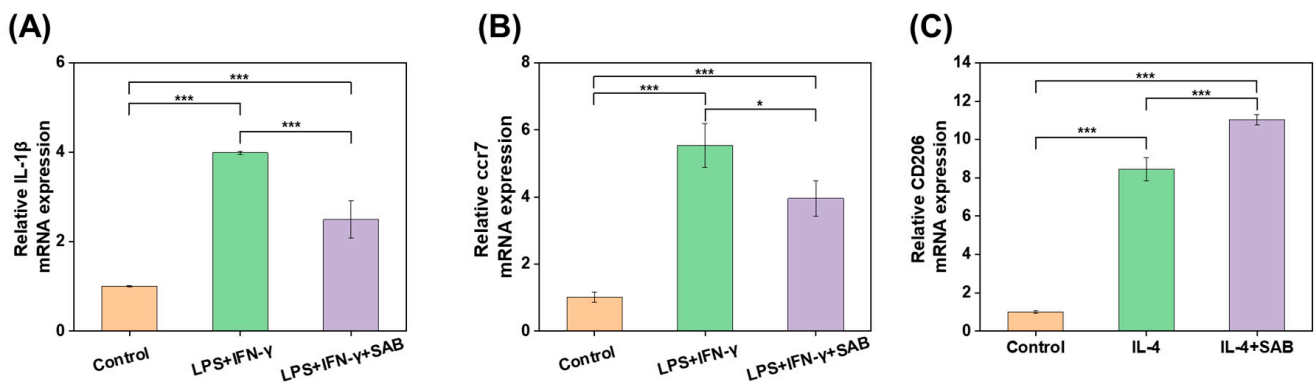 (A)
Relative IL-1β
mRNA expression
6
4
2
0
***
***
***
Control
LPS+IFN-γ
LPS+IFN-γ+SAB
(B)
Relative ccr7
mRNA expression
8
6
4
2
0
***
***
*
Control
LPS+IFN-γ
LPS+IFN-γ+SAB
(C)
Relative CD206
mRNA expression
14
12
10
8
6
4
2
0
***
***
***
Control
IL-4
IL-4+SAB